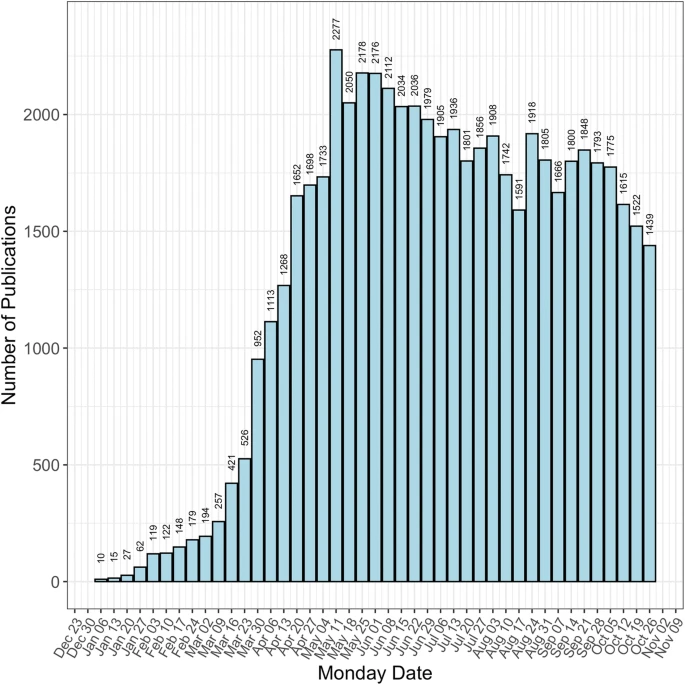 2277
2178
2176
2112
2050
2034
2036
1979
1905
1936
1801
1856
1908
1742
1591
1918
1805
1666
1800
1848
1793
1775
1615
1522
1439
1733
1698
1652
1268
1113
952
526
421
257
194
179
148
122
119
62
27
15
10
2000
1500
1000
500
0
Number of Publications
Dec 23
Dec 30
Jan 06
Jan 13
Jan 20
Jan 27
Feb 03
Feb 10
Feb 17
Feb 24
Mar 02
Mar 09
Mar 16
Mar 23
Mar 30
Apr 06
Apr 13
Apr 20
Apr 27
May 04
May 11
May 18
May 25
Jun 01
Jun 08
Jun 15
Jun 22
Jun 29
Jul 06
Jul 13
Jul 20
Jul 27
Aug 03
Aug 10
Aug 17
Aug 24
Aug 31
Sep 07
Sep 14
Sep 21
Sep 28
Oct 05
Oct 12
Oct 19
Oct 26
Nov 02
Nov 09
Monday Date